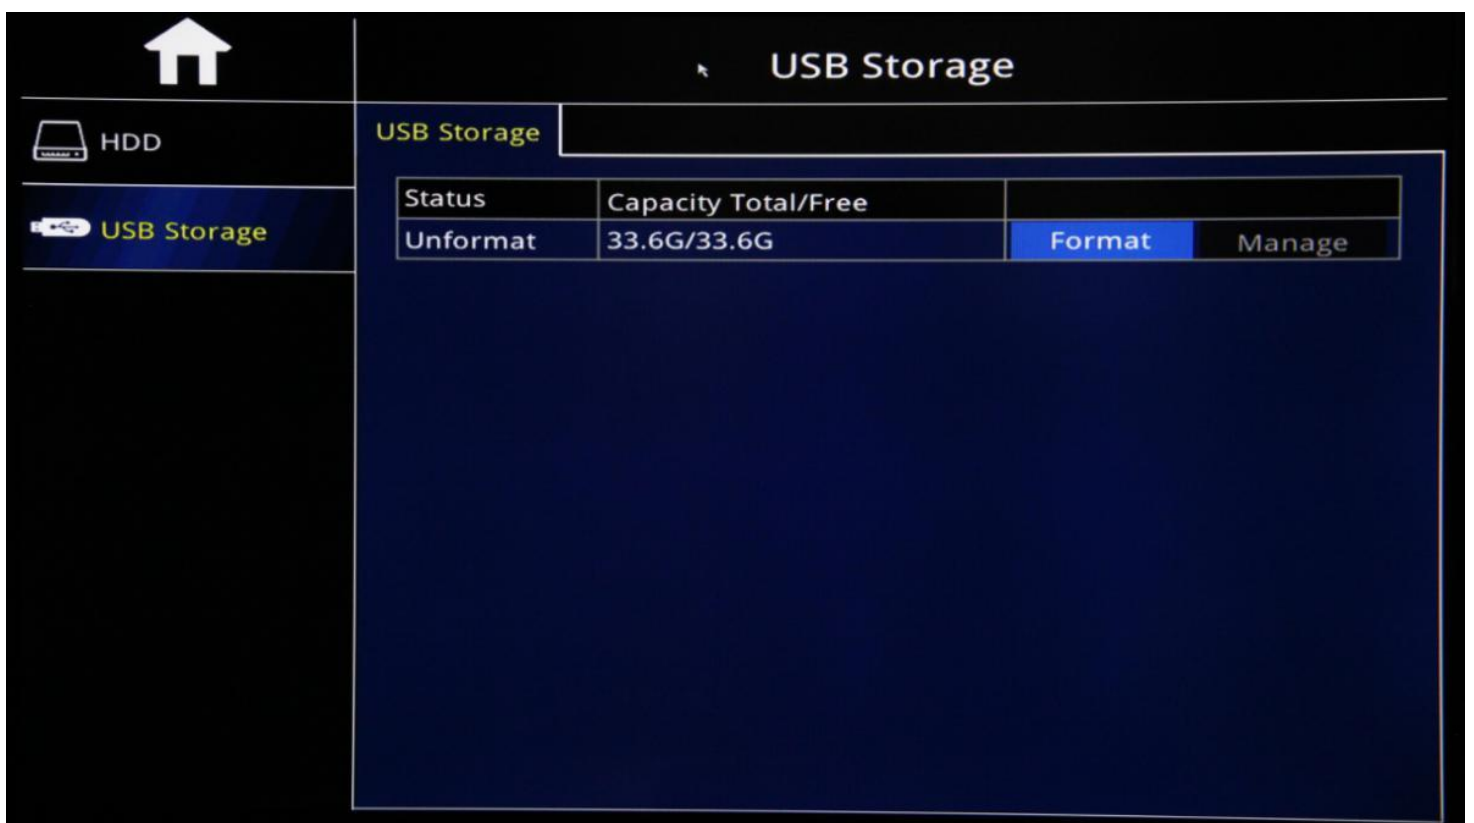 USB Storage
HDD
USB Storage
USB Storage
Status Capacity Total/Free
Unformat 33.6G/33.6G Format Manage